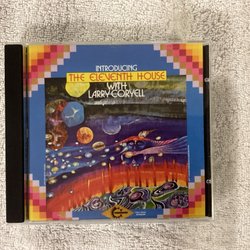 INTRODUCING
THE ELEVENTH HOUSE
WITH
LARRY CORYELL